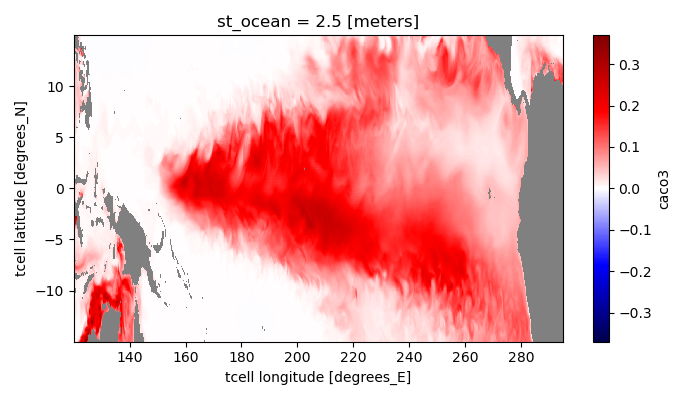 st_ocean = 2.5 [meters]
10
5
0
−5
−10
tcell latitude [degrees_N]
140 160 180 200 220 240 260 280
tcell longitude [degrees_E]
0.3
0.2
0.1
0.0
−0.1
−0.2
−0.3
caco3